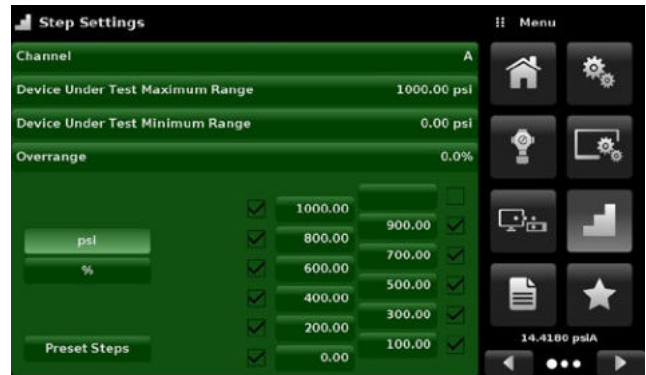 Step Settings
Menu
Channel A
Device Under Test Maximum Range 1000.00 psi
Device Under Test Minimum Range 0.00 psi
Overrange 0.0%
1000.00
900.00
psi
800.00
700.00
%
600.00
500.00
400.00
300.00
200.00
100.00
Preset Steps
0.00
14.4180 psiA